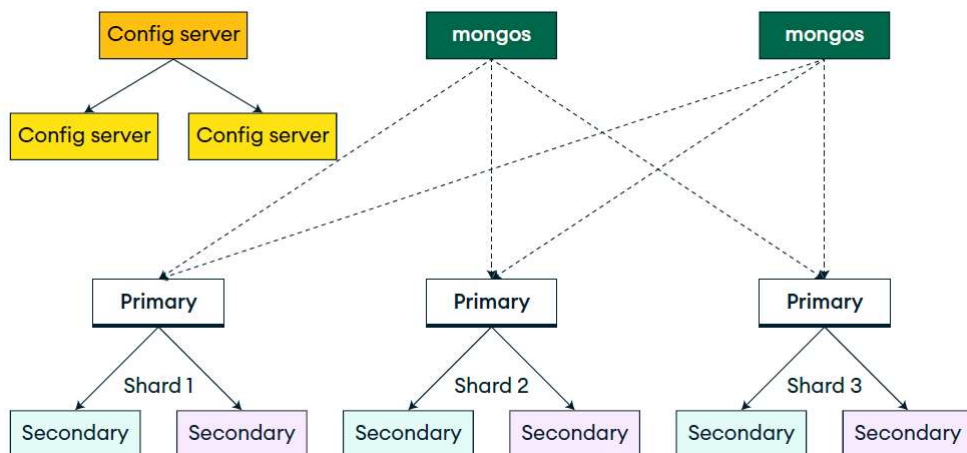 Config server
mongos
mongos
Config server
Config server
Primary
Primary
Primary
Shard 1
Shard 2
Shard 3
Secondary
Secondary
Secondary
Secondary
Secondary
Secondary